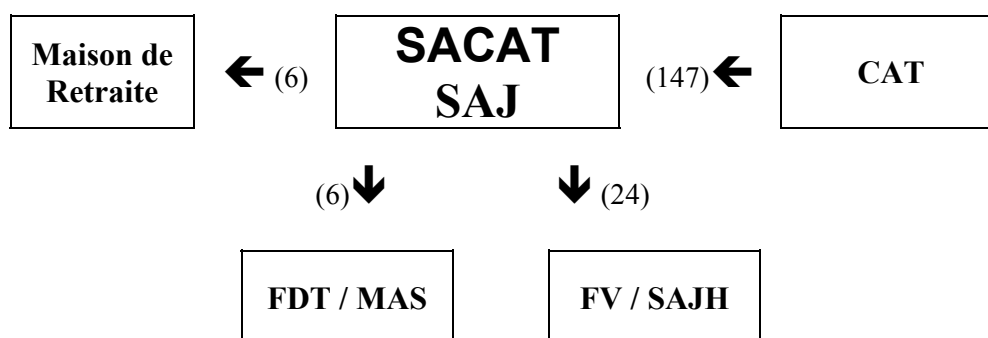 Maison de
Retraite
(6)
SACAT
SAJ
(147)
CAT
(6)
(24)
FDT / MAS
FV / SAJH